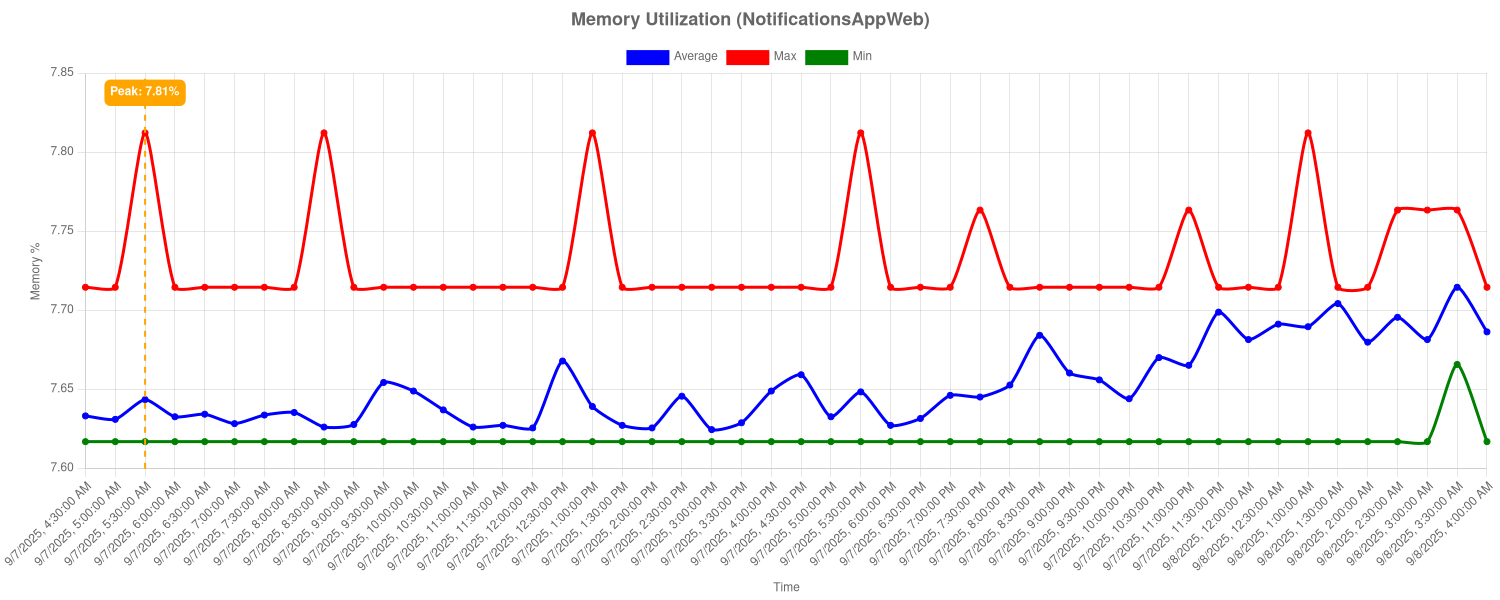 Memory Utilization (NotificationsAppWeb)
Average Max Min
Peak: 7.81%
7.85
7.80
7.75
7.70
7.65
7.60
Memory %
9/7/2025, 4:30:00 AM
9/7/2025, 5:00:00 AM
9/7/2025, 5:30:00 AM
9/7/2025, 6:00:00 AM
9/7/2025, 6:30:00 AM
9/7/2025, 7:00:00 AM
9/7/2025, 7:30:00 AM
9/7/2025, 8:00:00 AM
9/7/2025, 8:30:00 AM
9/7/2025, 9:00:00 AM
9/7/2025, 9:30:00 AM
9/7/2025, 10:00:00 AM
9/7/2025, 10:30:00 AM
9/7/2025, 11:00:00 AM
9/7/2025, 11:30:00 AM
9/7/2025, 12:00:00 PM
9/7/2025, 12:30:00 PM
9/7/2025, 1:00:00 PM
9/7/2025, 1:30:00 PM
9/7/2025, 2:00:00 PM
9/7/2025, 2:30:00 PM
9/7/2025, 3:00:00 PM
9/7/2025, 3:30:00 PM
9/7/2025, 4:00:00 PM
9/7/2025, 4:30:00 PM
9/7/2025, 5:00:00 PM
9/7/2025, 5:30:00 PM
9/7/2025, 6:00:00 PM
9/7/2025, 6:30:00 PM
9/7/2025, 7:00:00 PM
9/7/2025, 7:30:00 PM
9/7/2025, 8:00:00 PM
9/7/2025, 8:30:00 PM
9/7/2025, 9:00:00 PM
9/7/2025, 9:30:00 PM
9/7/2025, 10:00:00 PM
9/7/2025, 10:30:00 PM
9/7/2025, 11:00:00 PM
9/7/2025, 11:30:00 PM
9/8/2025, 12:00:00 AM
9/8/2025, 12:30:00 AM
9/8/2025, 1:00:00 AM
9/8/2025, 1:30:00 AM
9/8/2025, 2:00:00 AM
9/8/2025, 2:30:00 AM
9/8/2025, 3:00:00 AM
9/8/2025, 3:30:00 AM
9/8/2025, 4:00:00 AM
Time